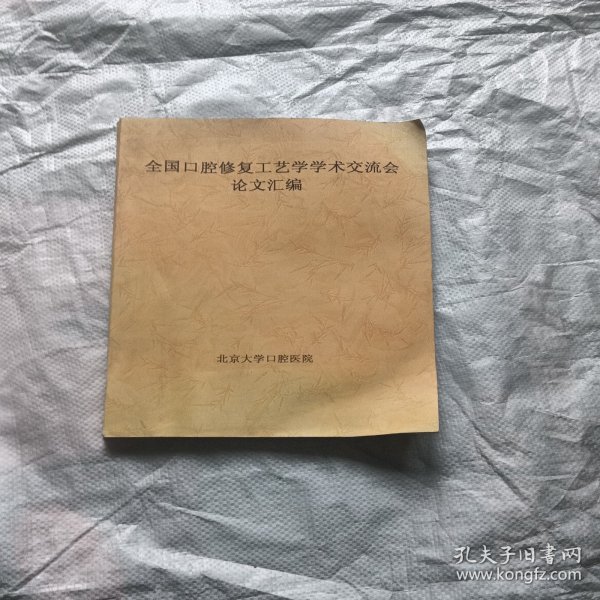 全国口腔修复工艺学学术交流会
论文汇编
北京大学口腔医院
孔夫子旧书网
www.kongfz.com